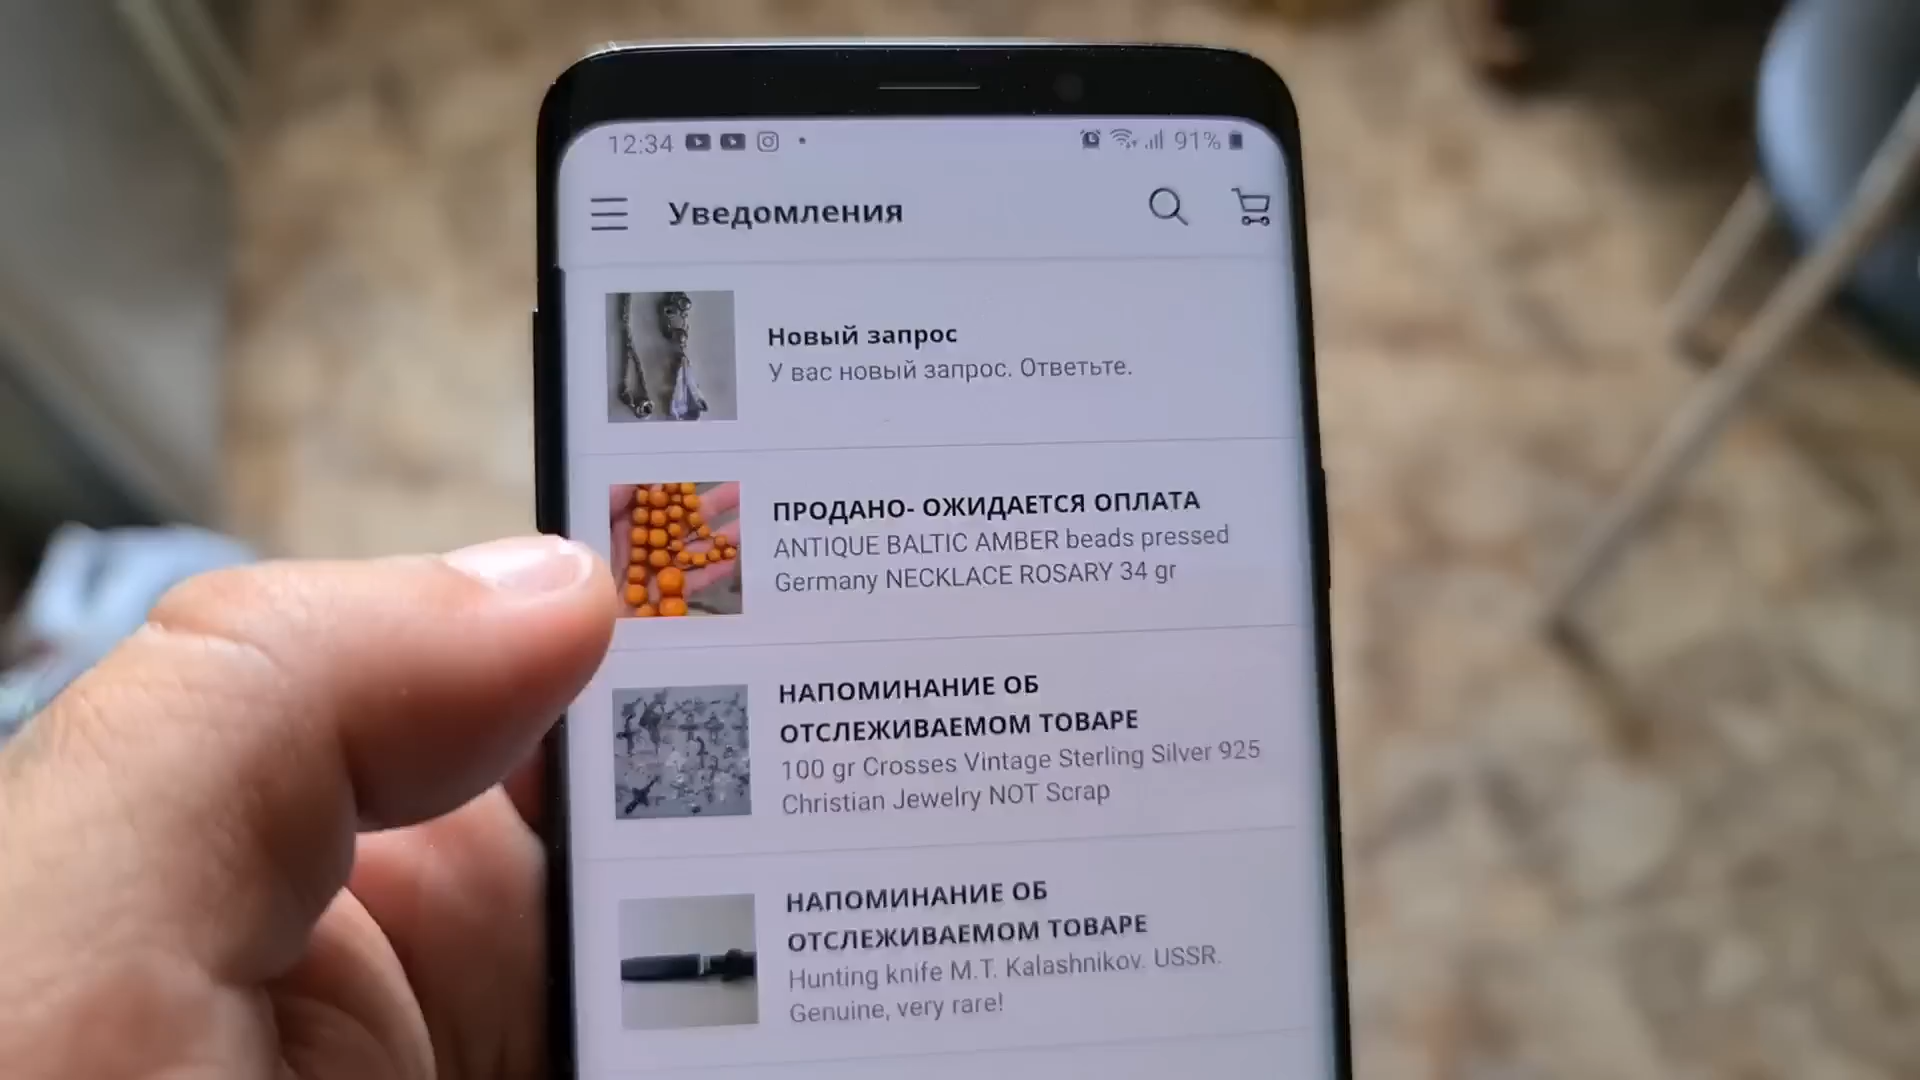 12:34
91%
Уведомления
Новый запрос
У вас новый запрос. Ответьте.
ПРОДАНО- ОЖИДАЕТСЯ ОПЛАТА
ANTIQUE BALTIC AMBER beads pressed
Germany NECKLACE ROSARY 34 gr
НАПОМИНАНИЕ ОБ
ОТСЛЕЖИВАЕМОМ ТОВАРЕ
100 gr Crosses Vintage Sterling Silver 925
Christian Jewelry NOT Scrap
НАПОМИНАНИЕ ОБ
ОТСЛЕЖИВАЕМОМ ТОВАРЕ
Hunting knife M.T. Kalashnikov. USSR.
Genuine, very rare!